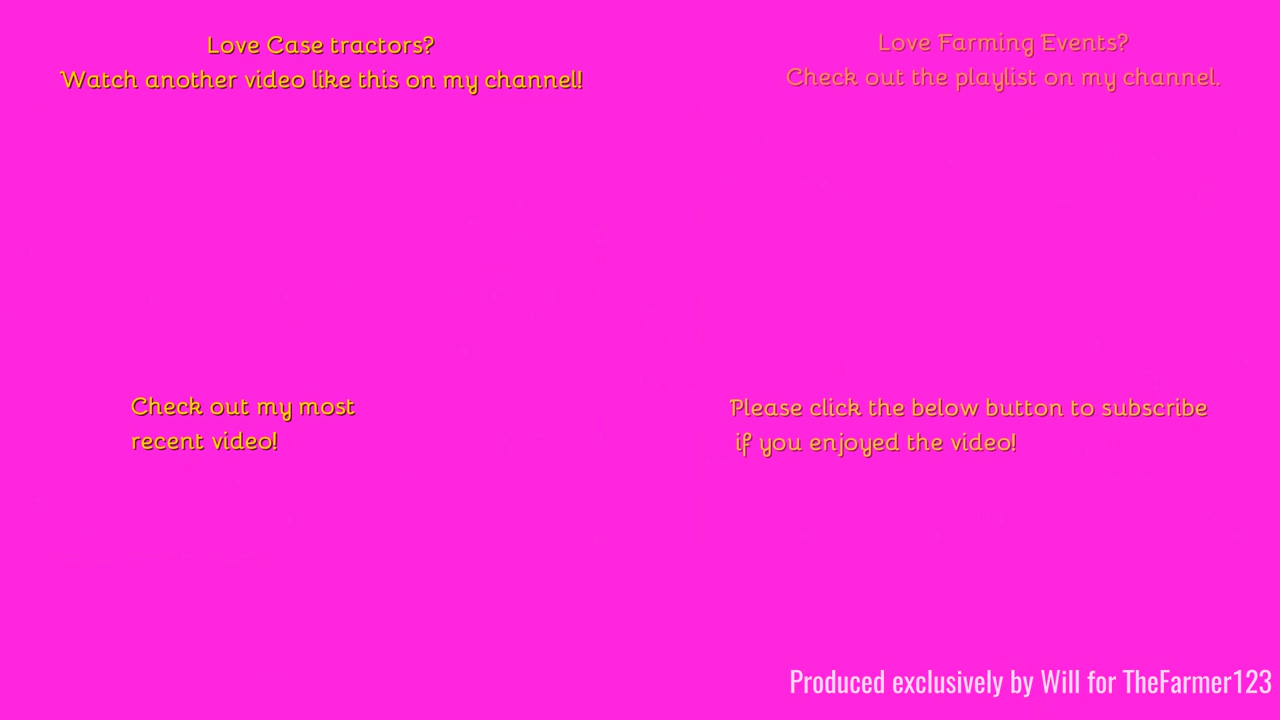 Love Case tractors?
Watch another video like this on my channel!
Love Farming Events?
Check out the playlist on my channel.
Check out my most
recent video!
Please click the below button to subscribe
if you enjoyed the video!
Produced exclusively by Will for TheFarmer123